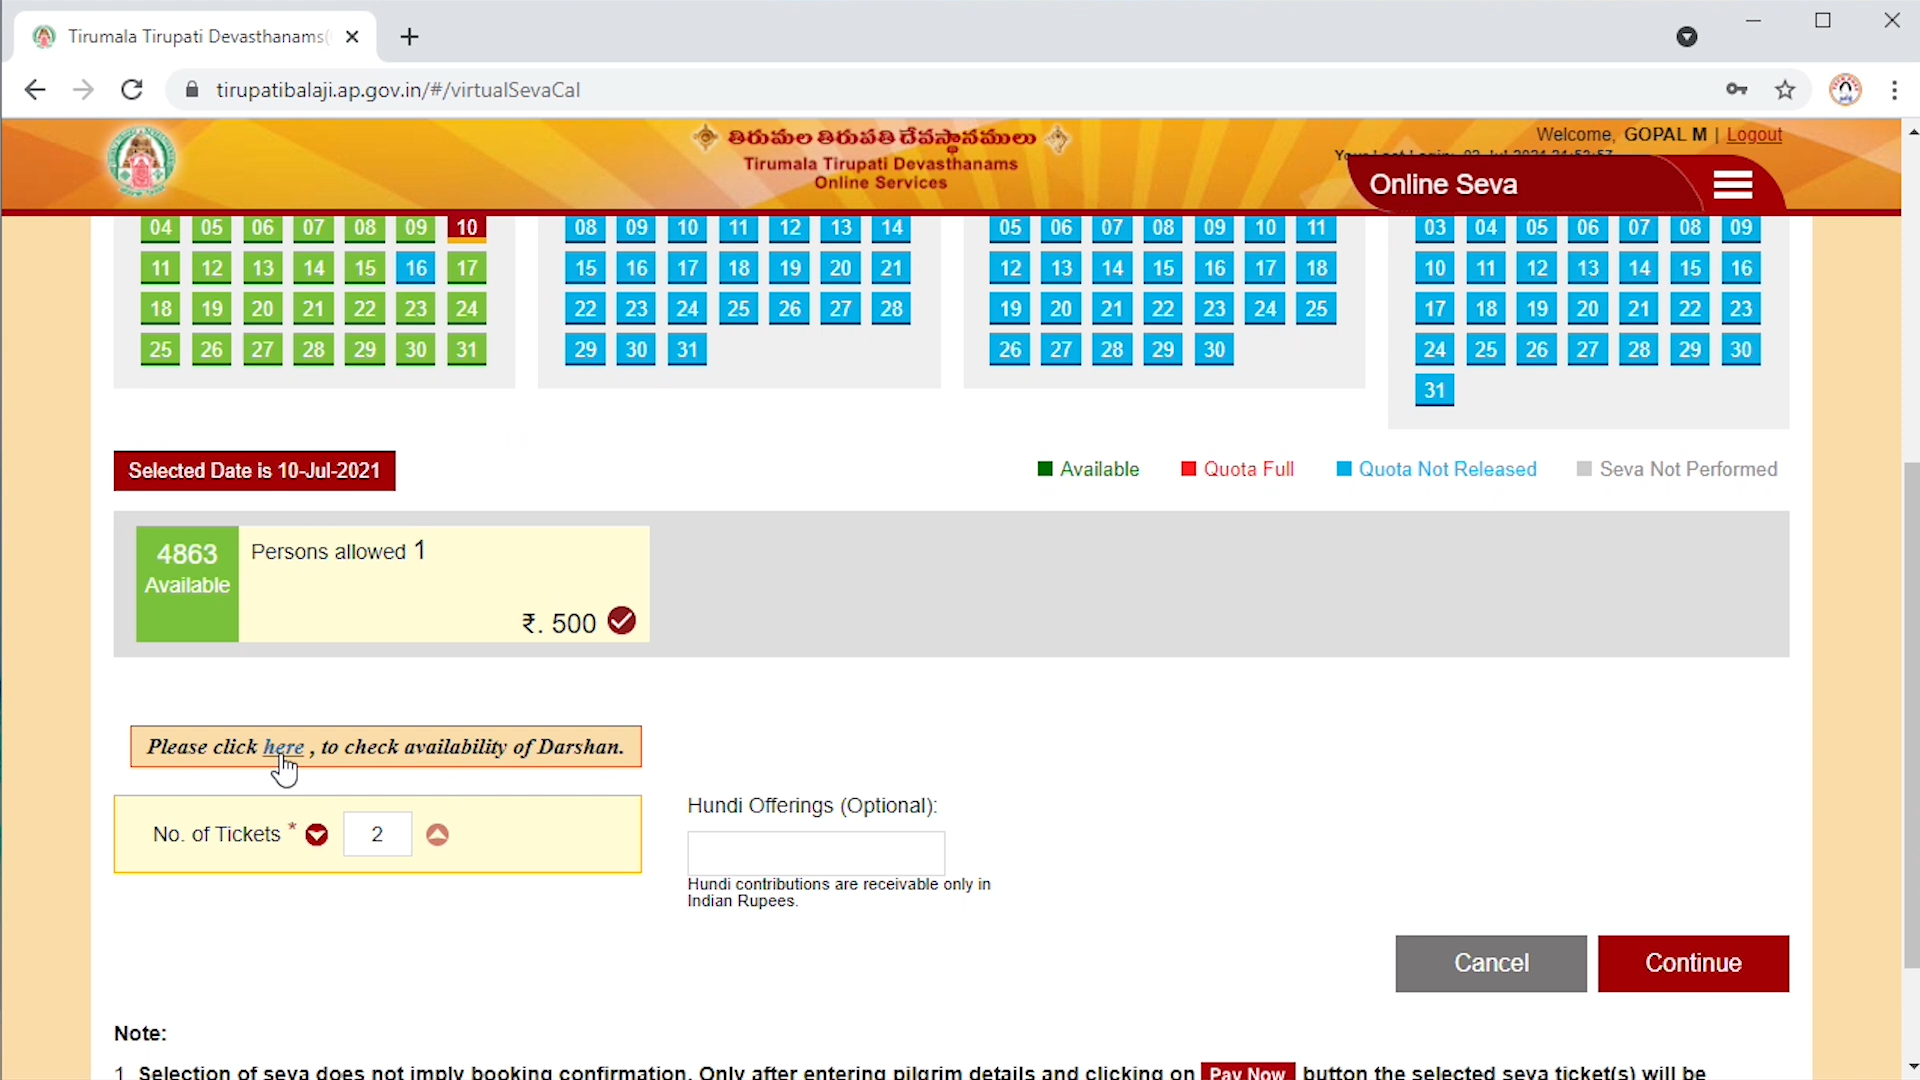 Tirumala Tirupati Devasthanams(
tirupatibalaji.ap.gov.in/#/virtualSevaCal
తిరుమల తిరుపతి దేవస్థానములు
Tirumala Tirupati Devasthanams
Online Services
Welcome, GOPAL M | Logout
Online Seva
04 05 06 07 08 09 10
11 12 13 14 15 16 17
18 19 20 21 22 23 24
25 26 27 28 29 30 31
08 09 10 11 12 13 14
15 16 17 18 19 20 21
22 23 24 25 26 27 28
29 30 31
05 06 07 08 09 10 11
12 13 14 15 16 17 18
19 20 21 22 23 24 25
26 27 28 29 30
03 04 05 06 07 08 09
10 11 12 13 14 15 16
17 18 19 20 21 22 23
24 25 26 27 28 29 30
31
Selected Date is 10-Jul-2021
Available Quota Full Quota Not Released Seva Not Performed
4863
Available
Persons allowed 1
₹. 500
Please click here , to check availability of Darshan.
No. of Tickets * 2
Hundi Offerings (Optional):
Hundi contributions are receivable only in
Indian Rupees.
Cancel Continue
Note:
1. Selection of seva does not imply booking confirmation. Only after entering pilgrim details and clicking on Pay Now button the selected seva ticket(s) will be